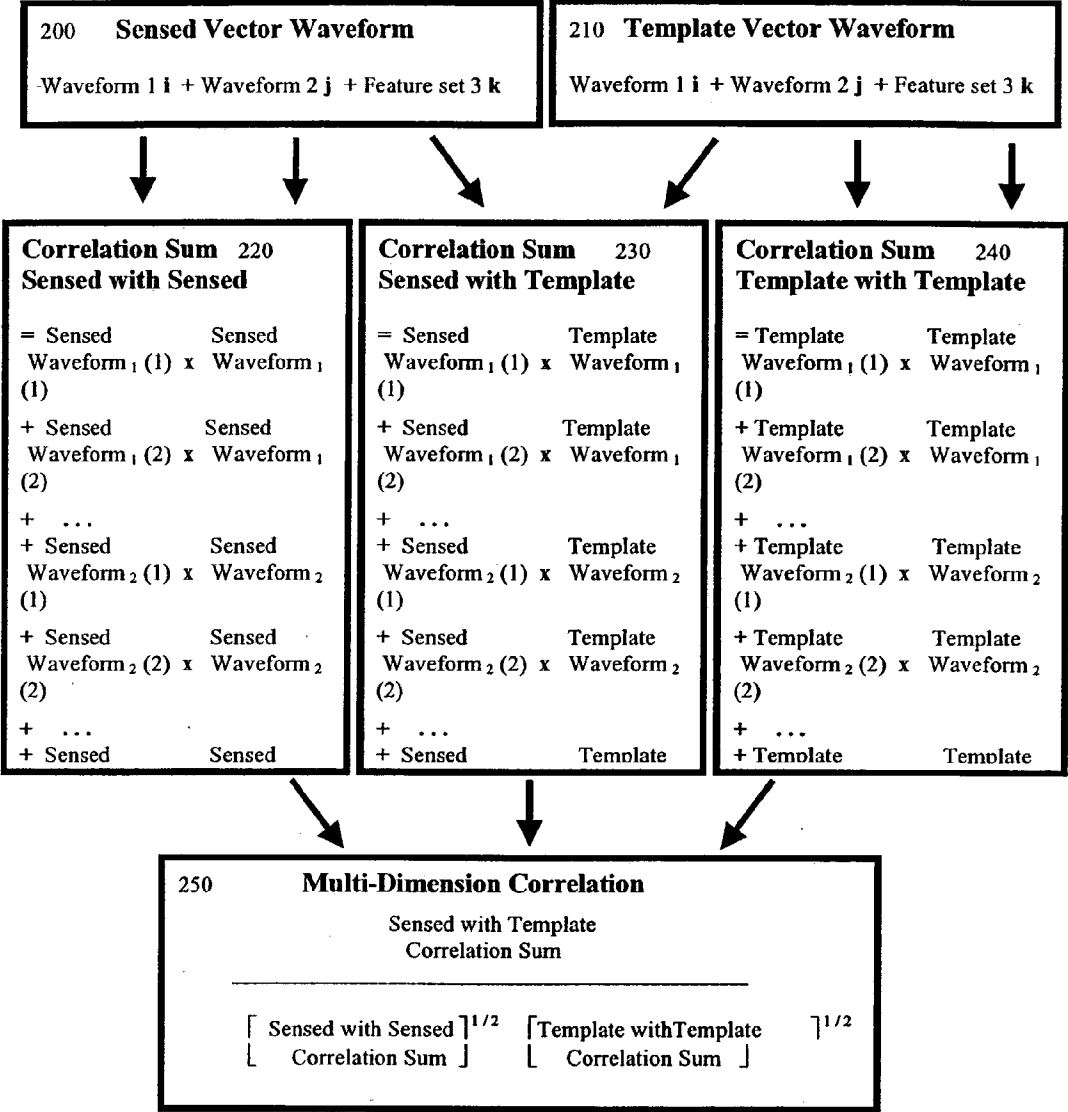 200 Sensed Vector Waveform
Waveform 1 i + Waveform 2 j + Feature set 3 k
210 Template Vector Waveform
Waveform 1 i + Waveform 2 j + Feature set 3 k
Correlation Sum 220
Sensed with Sensed
= Sensed Sensed
Waveform 1 (1) x Waveform 1
(1)
+ Sensed Sensed
Waveform 1 (2) x Waveform 1
(2)
+ ...
+ Sensed Sensed
Waveform 2 (1) x Waveform 2
(1)
+ Sensed Sensed
Waveform 2 (2) x Waveform 2
(2)
+ ...
+ Sensed Sensed
Correlation Sum 230
Sensed with Template
= Sensed Template
Waveform 1 (1) x Waveform 1
(1)
+ Sensed Template
Waveform 1 (2) x Waveform 1
(2)
+ ...
+ Sensed Template
Waveform 2 (1) x Waveform 2
(1)
+ Sensed Template
Waveform 2 (2) x Waveform 2
(2)
+ ...
+ Sensed Template
Correlation Sum 240
Template with Template
= Template Template
Waveform 1 (1) x Waveform 1
(1)
+ Template Template
Waveform 1 (2) x Waveform 1
(2)
+ ...
+ Template Template
Waveform 2 (1) x Waveform 2
(1)
+ Template Template
Waveform 2 (2) x Waveform 2
(2)
+ ...
+ Template Template
250 Multi-Dimension Correlation
Sensed with Template
Correlation Sum
⌈ Sensed with Sensed ⌉1/2 ⌈Template withTemplate ⌉1/2
⌊ Correlation Sum ⌋ ⌊ Correlation Sum ⌋